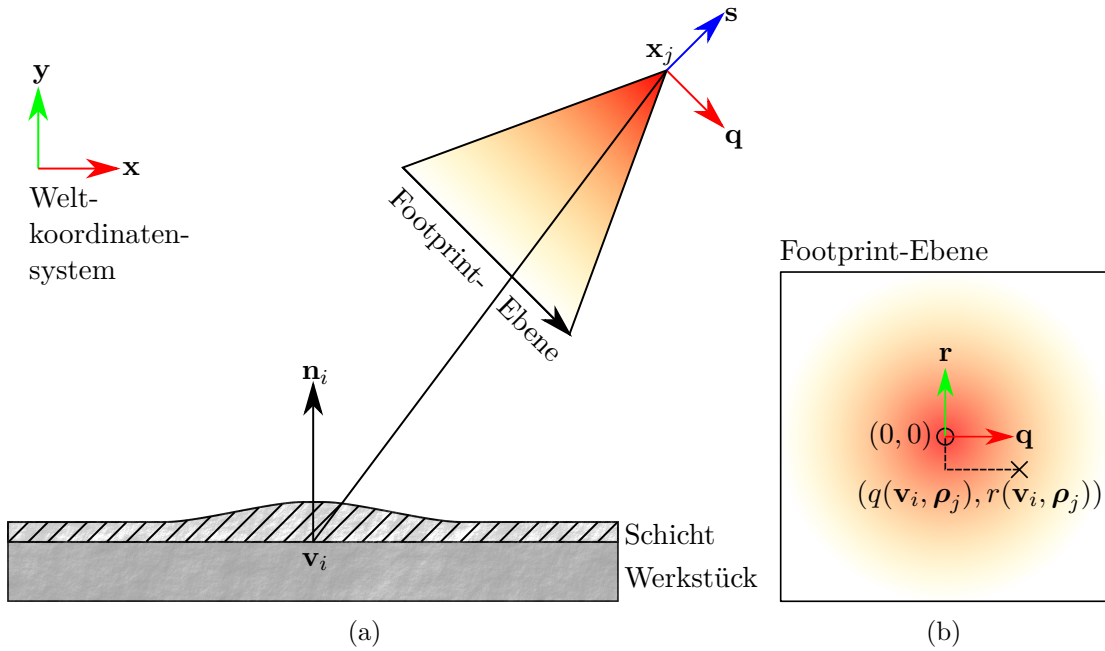 s
x_j
q
y
x
Welt-
koordinaten-
system
Footprint-
Ebene
n_i
v_i
Schicht
Werkstück
(a)
Footprint-Ebene
r
(0, 0)
q
(q(v_i, ρ_j), r(v_i, ρ_j))
(b)